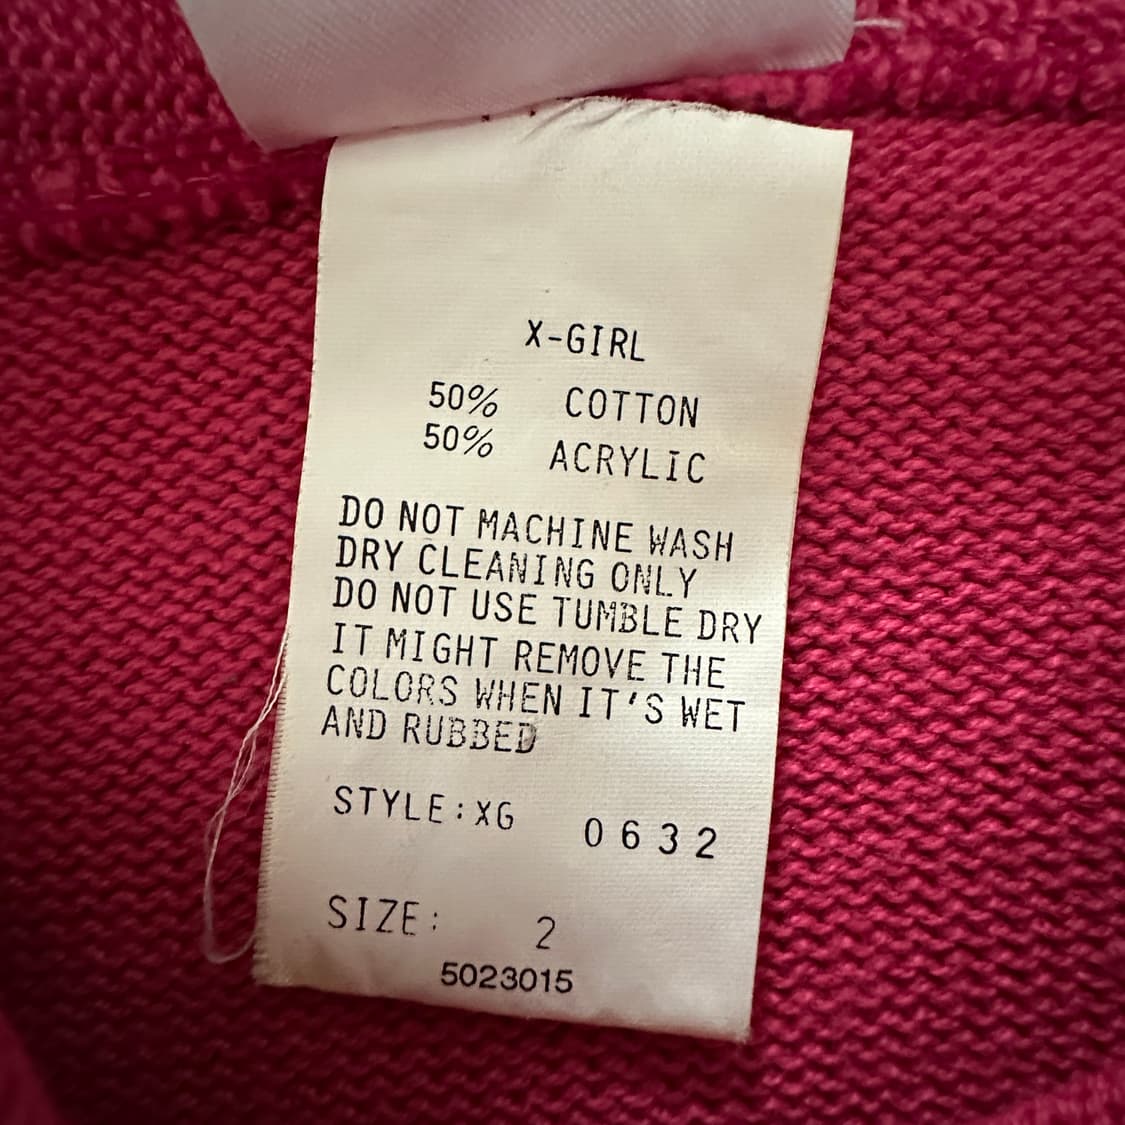 X-GIRL
50% COTTON
50% ACRYLIC
DO NOT MACHINE WASH
DRY CLEANING ONLY
DO NOT USE TUMBLE DRY
IT MIGHT REMOVE THE
COLORS WHEN IT'S WET
AND RUBBED
STYLE:XG 0632
SIZE: 2
5023015